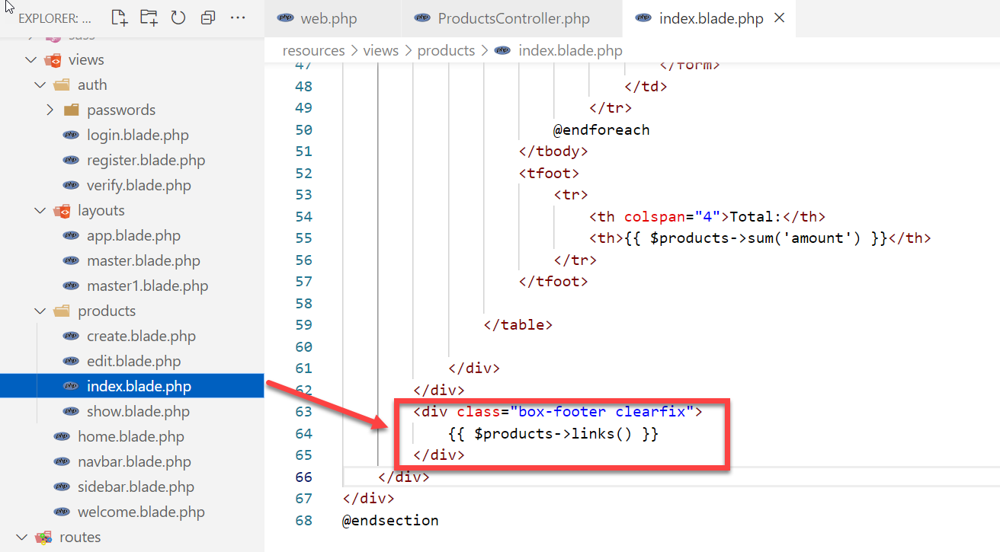 EXPLORER: ...
web.php
ProductsController.php
index.blade.php
resources > views > products > index.blade.php
sass
views
auth
passwords
login.blade.php
register.blade.php
verify.blade.php
layouts
app.blade.php
master.blade.php
master1.blade.php
products
create.blade.php
edit.blade.php
index.blade.php
show.blade.php
home.blade.php
navbar.blade.php
sidebar.blade.php
welcome.blade.php
routes
47 </form>
48 </td>
49 </tr>
50 @endforeach
51 </tbody>
52 <tfoot>
53 <tr>
54 <th colspan="4">Total:</th>
55 <th>{{ $products->sum('amount') }}</th>
56 </tr>
57 </tfoot>
58
59 </table>
60
61 </div>
62 </div>
63 <div class="box-footer clearfix">
64 {{ $products->links() }}
65 </div>
66 </div>
67 </div>
68 @endsection